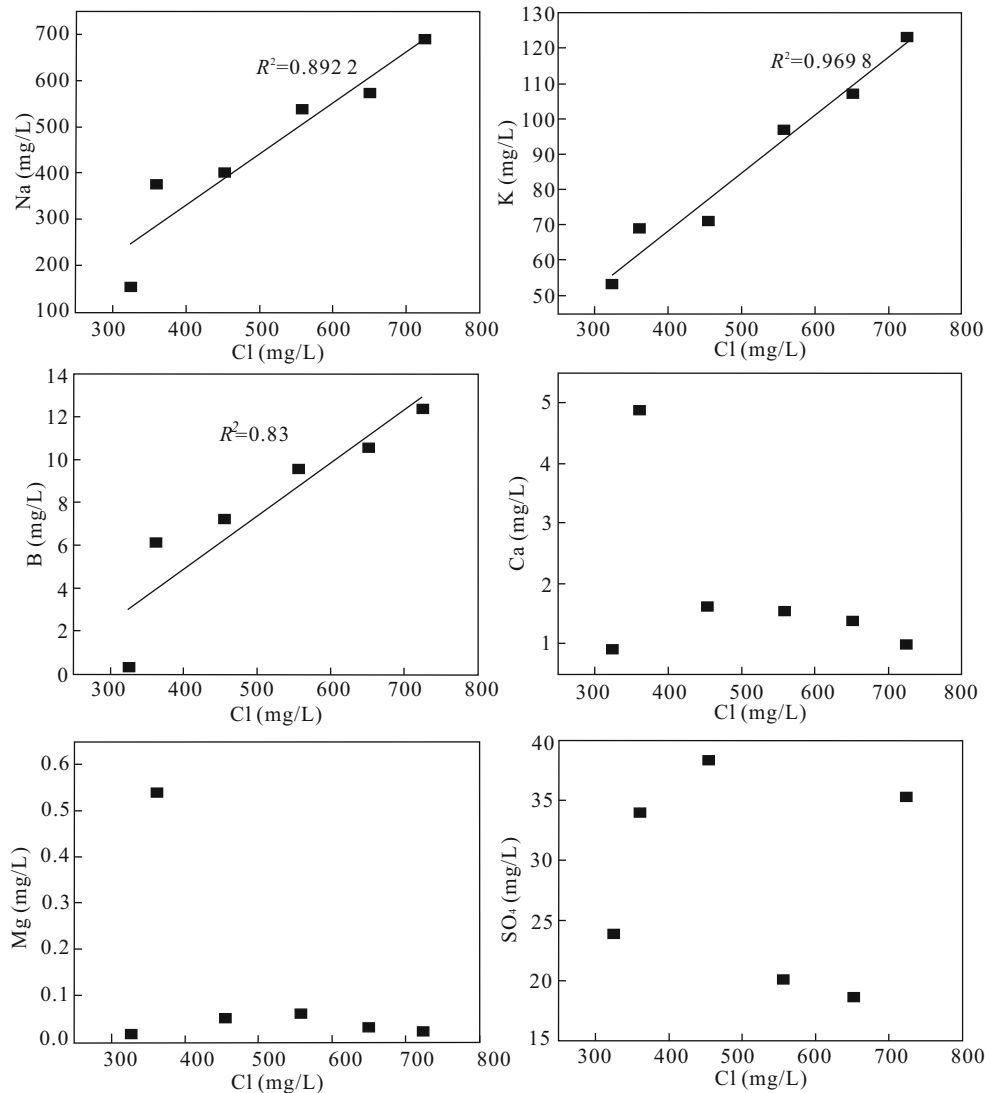 Na (mg/L)
700
600
500
400
300
200
100
R²=0.892 2
300 400 500 600 700 800
Cl (mg/L)
K (mg/L)
130
120
110
100
90
80
70
60
50
R²=0.969 8
300 400 500 600 700 800
Cl (mg/L)
B (mg/L)
14
12
10
8
6
4
2
0
R²=0.83
300 400 500 600 700 800
Cl (mg/L)
Ca (mg/L)
5
4
3
2
1
300 400 500 600 700 800
Cl (mg/L)
Mg (mg/L)
0.6
0.5
0.4
0.3
0.2
0.1
0.0
300 400 500 600 700 800
Cl (mg/L)
SO₄ (mg/L)
40
35
30
25
20
15
300 400 500 600 700 800
Cl (mg/L)